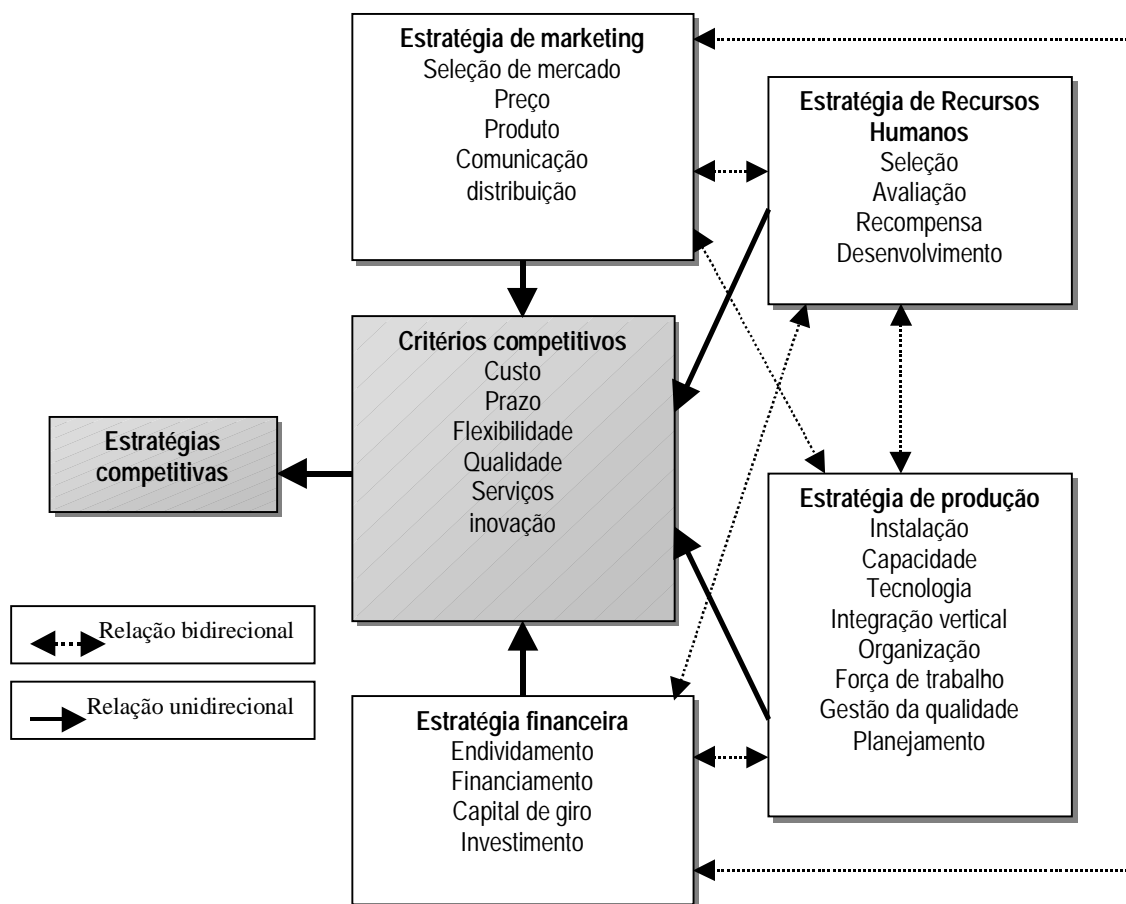 Estratégia de marketing
Seleção de mercado
Preço
Produto
Comunicação
distribuição
Estratégia de Recursos
Humanos
Seleção
Avaliação
Recompensa
Desenvolvimento
Critérios competitivos
Custo
Prazo
Flexibilidade
Qualidade
Serviços
inovação
Estratégias
competitivas
Estratégia de produção
Instalação
Capacidade
Tecnologia
Integração vertical
Organização
Força de trabalho
Gestão da qualidade
Planejamento
Relação bidirecional
Relação unidirecional
Estratégia financeira
Endividamento
Financiamento
Capital de giro
Investimento